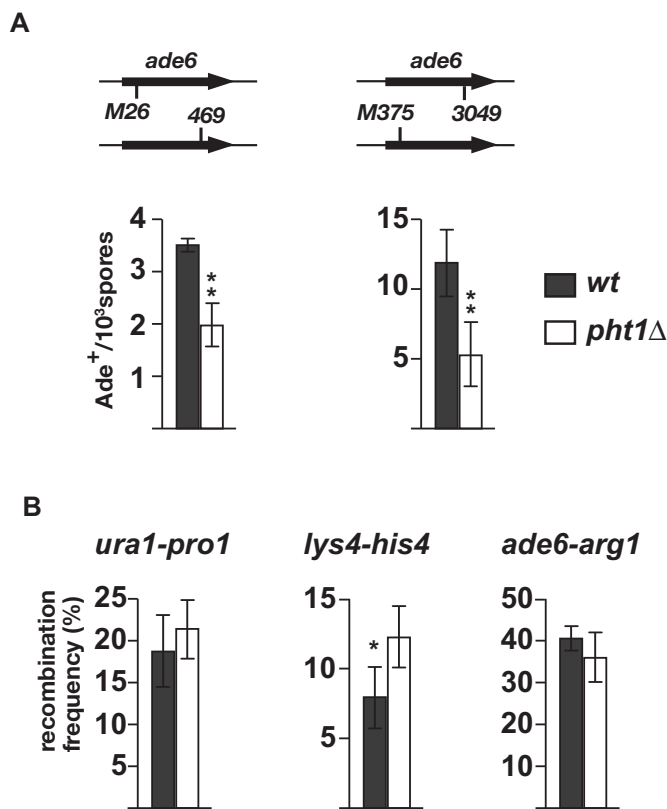 A
ade6
ade6
M26
469
M375
3049
Ade⁺/10³spores
4
3
2
1
**
15
10
5
**
wt
pht1Δ
B
ura1-pro1
lys4-his4
ade6-arg1
recombination
frequency (%)
25
20
15
10
5
15
10
5
*
50
40
30
20
10